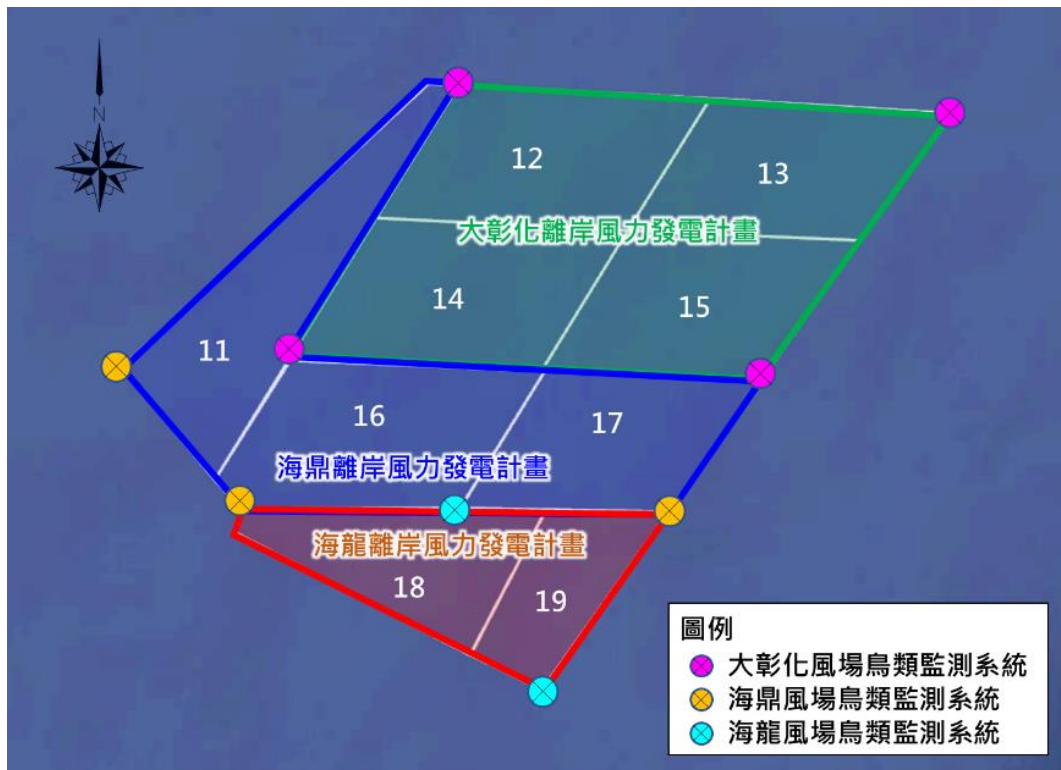 N
12
13
大彰化離岸風力發電計畫
14
15
11
16
17
海鼎離岸風力發電計畫
海龍離岸風力發電計畫
18
19
圖例
大彰化風場鳥類監測系統
海鼎風場鳥類監測系統
海龍風場鳥類監測系統